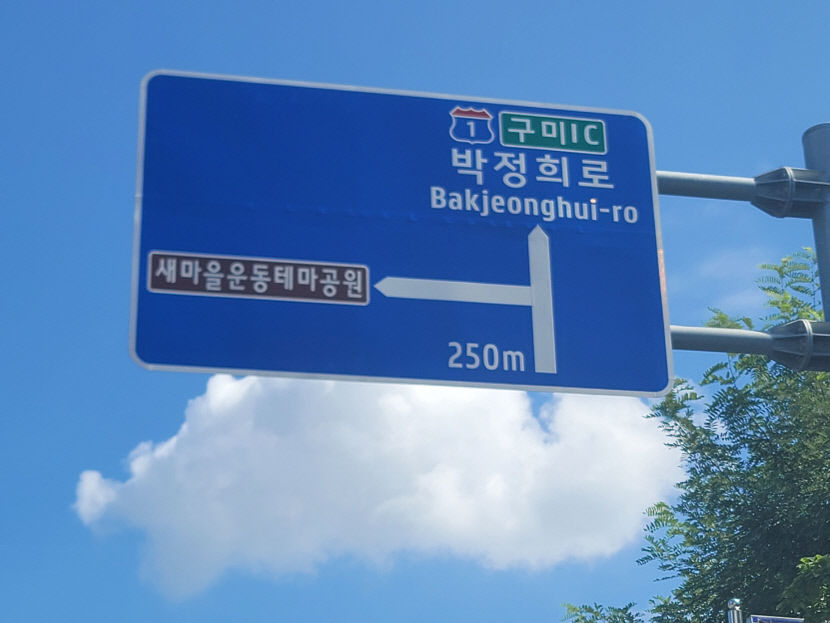 1 구미IC
박정희로
Bakjeonghui-ro
새마을운동테마공원
250m